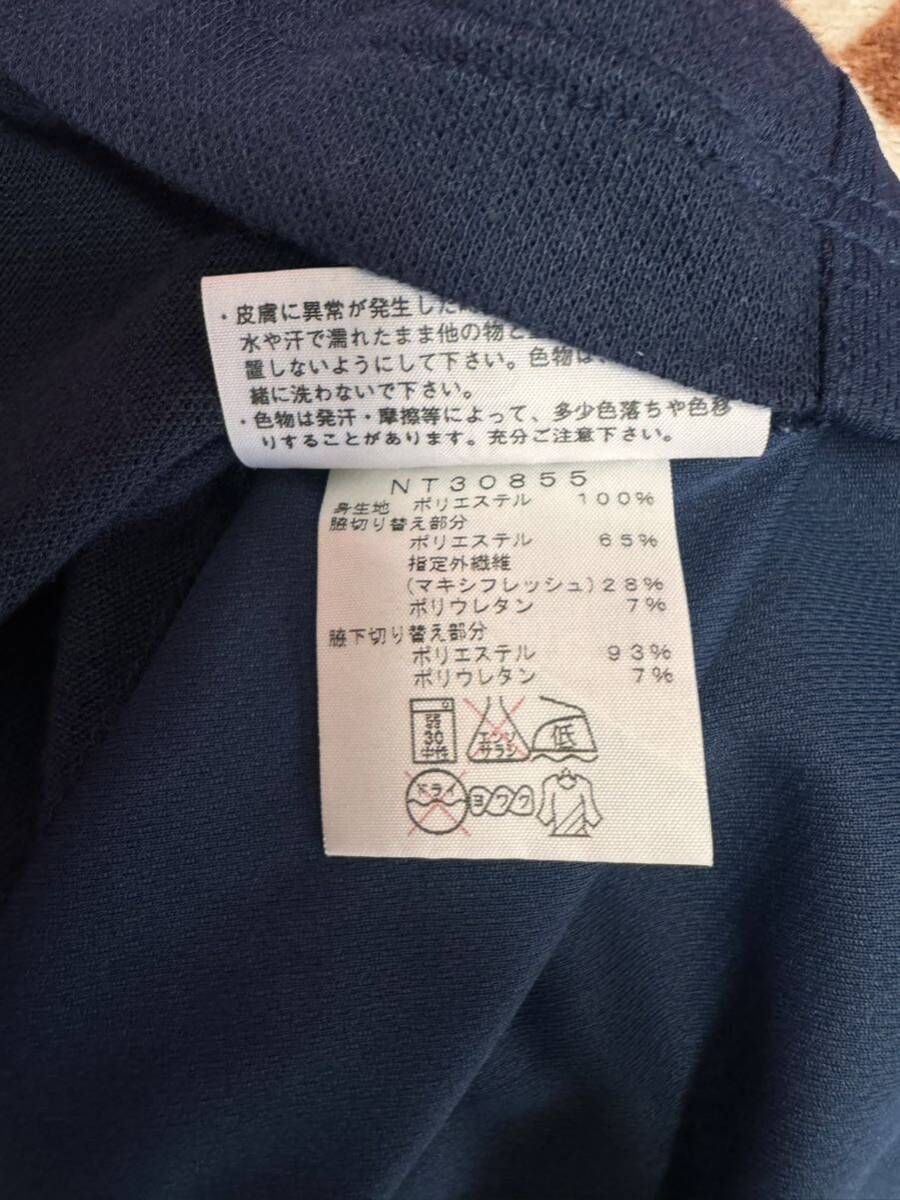 ・皮膚に異常が発生した
水や汗で濡れたまま他の物と
置しないようにして下さい。色物は、
緒に洗わないで下さい。
・色物は発汗・摩擦等によって、多少色落ちや色移
りすることがあります。充分ご注意下さい。
NT30855
身生地 ポリエステル 100%
脇切り替え部分
ポリエステル 65%
指定外繊維
(マキシフレッシュ)28%
ポリウレタン 7%
脇下切り替え部分
ポリエステル 93%
ポリウレタン 7%
弱
30
中性
エンソ
サラシ
低
ドライ
ヨワク